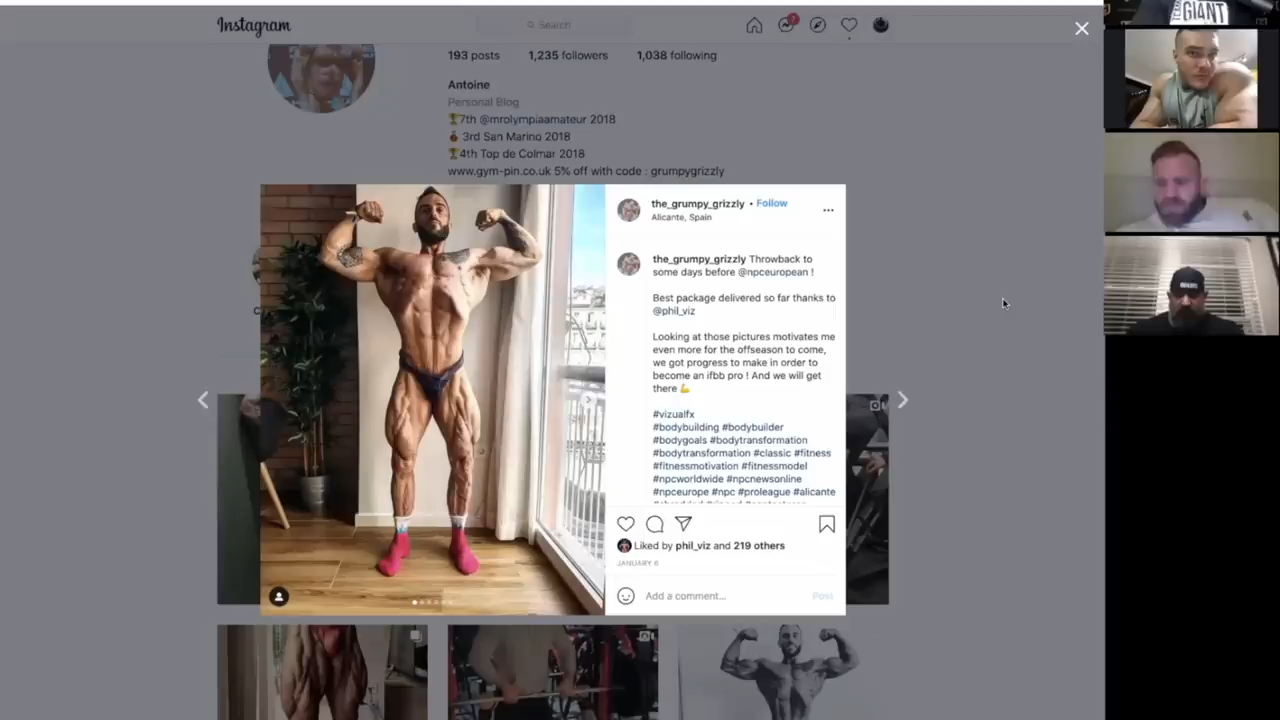 Instagram
Search
7
193 posts 1,235 followers 1,038 following
Antoine
Personal Blog
🏆7th @mrolympiaamateur 2018
🥉 3rd San Marino 2018
🏆4th Top de Colmar 2018
www.gym-pin.co.uk 5% off with code : grumpygrizzly
the_grumpy_grizzly • Follow
Alicante, Spain
the_grumpy_grizzly Throwback to
some days before @npceuropean !
Best package delivered so far thanks to
@phil_viz
Looking at those pictures motivates me
even more for the offseason to come,
we got progress to make in order to
become an ifbb pro ! And we will get
there 💪
#vizualfx
#bodybuilding #bodybuilder
#bodygoals #bodytransformation
#bodytransformation #classic #fitness
#fitnessmotivation #fitnessmodel
#npcworldwide #npcnewsonline
#npceurope #npc #proleague #alicante
Liked by phil_viz and 219 others
JANUARY 6
Add a comment... Post
GIANT